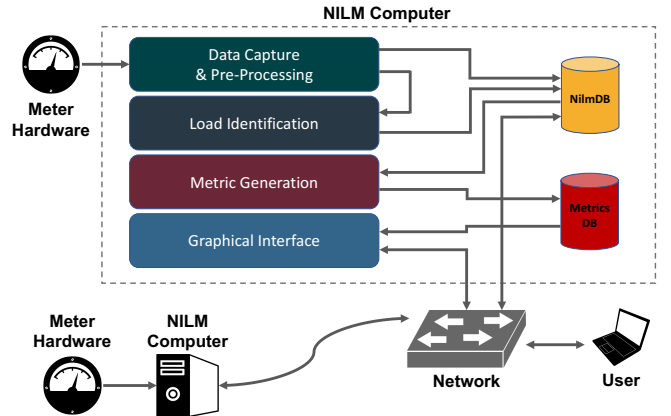 NILM Computer
Data Capture
& Pre-Processing
Meter
Hardware
NilmDB
Load Identification
Metric Generation
Metrics
DB
Graphical Interface
Meter
Hardware
NILM
Computer
Network
User